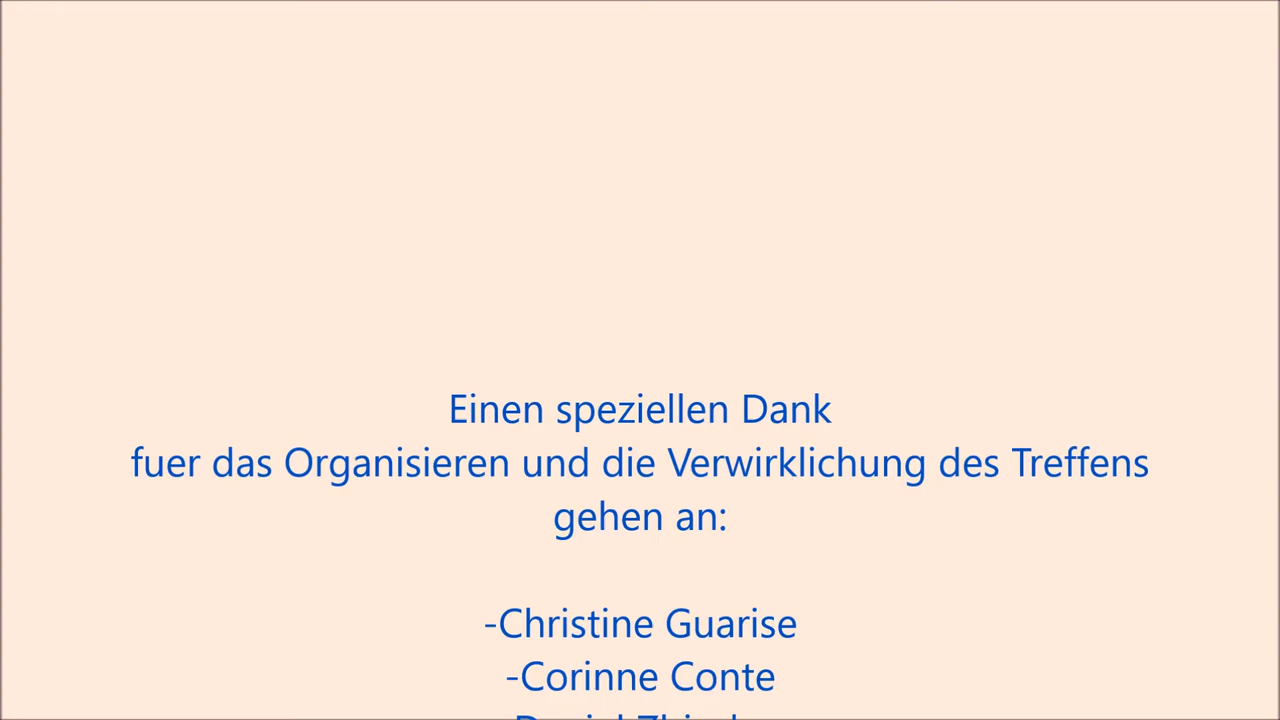 Einen speziellen Dank
fuer das Organisieren und die Verwirklichung des Treffens
gehen an:
-Christine Guarise
-Corinne Conte